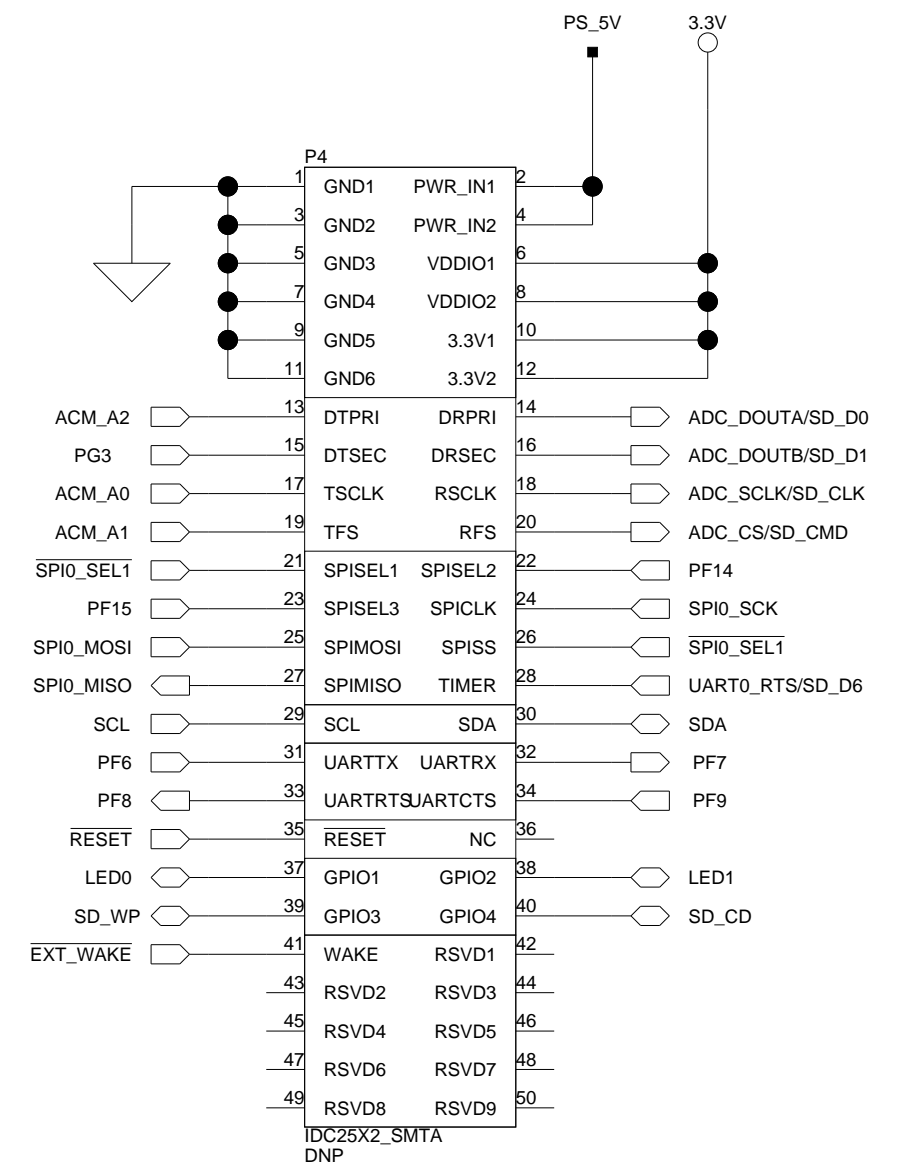 PS_5V 3.3V
P4
1 GND1 PWR_IN1 2
3 GND2 PWR_IN2 4
5 GND3 VDDIO1 6
7 GND4 VDDIO2 8
9 GND5 3.3V1 10
11 GND6 3.3V2 12
ACM_A2 13 DTPRI DRPRI 14 ADC_DOUTA/SD_D0
PG3 15 DTSEC DRSEC 16 ADC_DOUTB/SD_D1
ACM_A0 17 TSCLK RSCLK 18 ADC_SCLK/SD_CLK
ACM_A1 19 TFS RFS 20 ADC_CS/SD_CMD
SPI0_SEL1 21 SPISEL1 SPISEL2 22 PF14
PF15 23 SPISEL3 SPICLK 24 SPI0_SCK
SPI0_MOSI 25 SPIMOSI SPISS 26 SPI0_SEL1
SPI0_MISO 27 SPIMISO TIMER 28 UART0_RTS/SD_D6
SCL 29 SCL SDA 30 SDA
PF6 31 UARTTX UARTRX 32 PF7
PF8 33 UARTRTS UARTCTS 34 PF9
RESET 35 RESET NC 36
LED0 37 GPIO1 GPIO2 38 LED1
SD_WP 39 GPIO3 GPIO4 40 SD_CD
EXT_WAKE 41 WAKE RSVD1 42
43 RSVD2 RSVD3 44
45 RSVD4 RSVD5 46
47 RSVD6 RSVD7 48
49 RSVD8 RSVD9 50
IDC25X2_SMTA
DNP